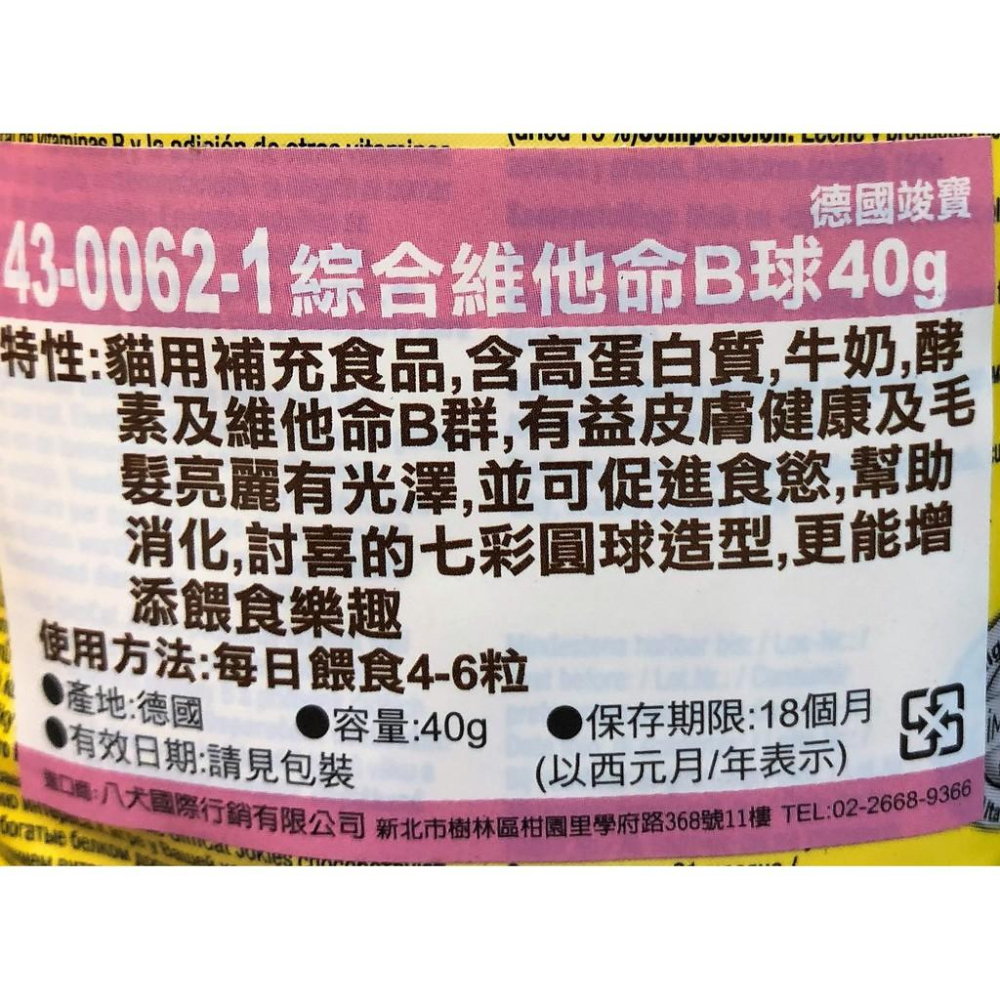 vitaminas B y la adición de otras vitaminas
德國竣寶
43-0062-1綜合維他命B球40g
特性:貓用補充食品,含高蛋白質,牛奶,酵
素及維他命B群,有益皮膚健康及毛
髮亮麗有光澤,並可促進食慾,幫助
消化,討喜的七彩圓球造型,更能增
添餵食樂趣
使用方法:每日餵食4-6粒
●產地:德國 ●容量:40g ●保存期限:18個月
●有效日期:請見包裝 (以西元月/年表示)
進口商:八犬國際行銷有限公司 新北市樹林區柑園里學府路368號11樓 TEL:02-2668-9366